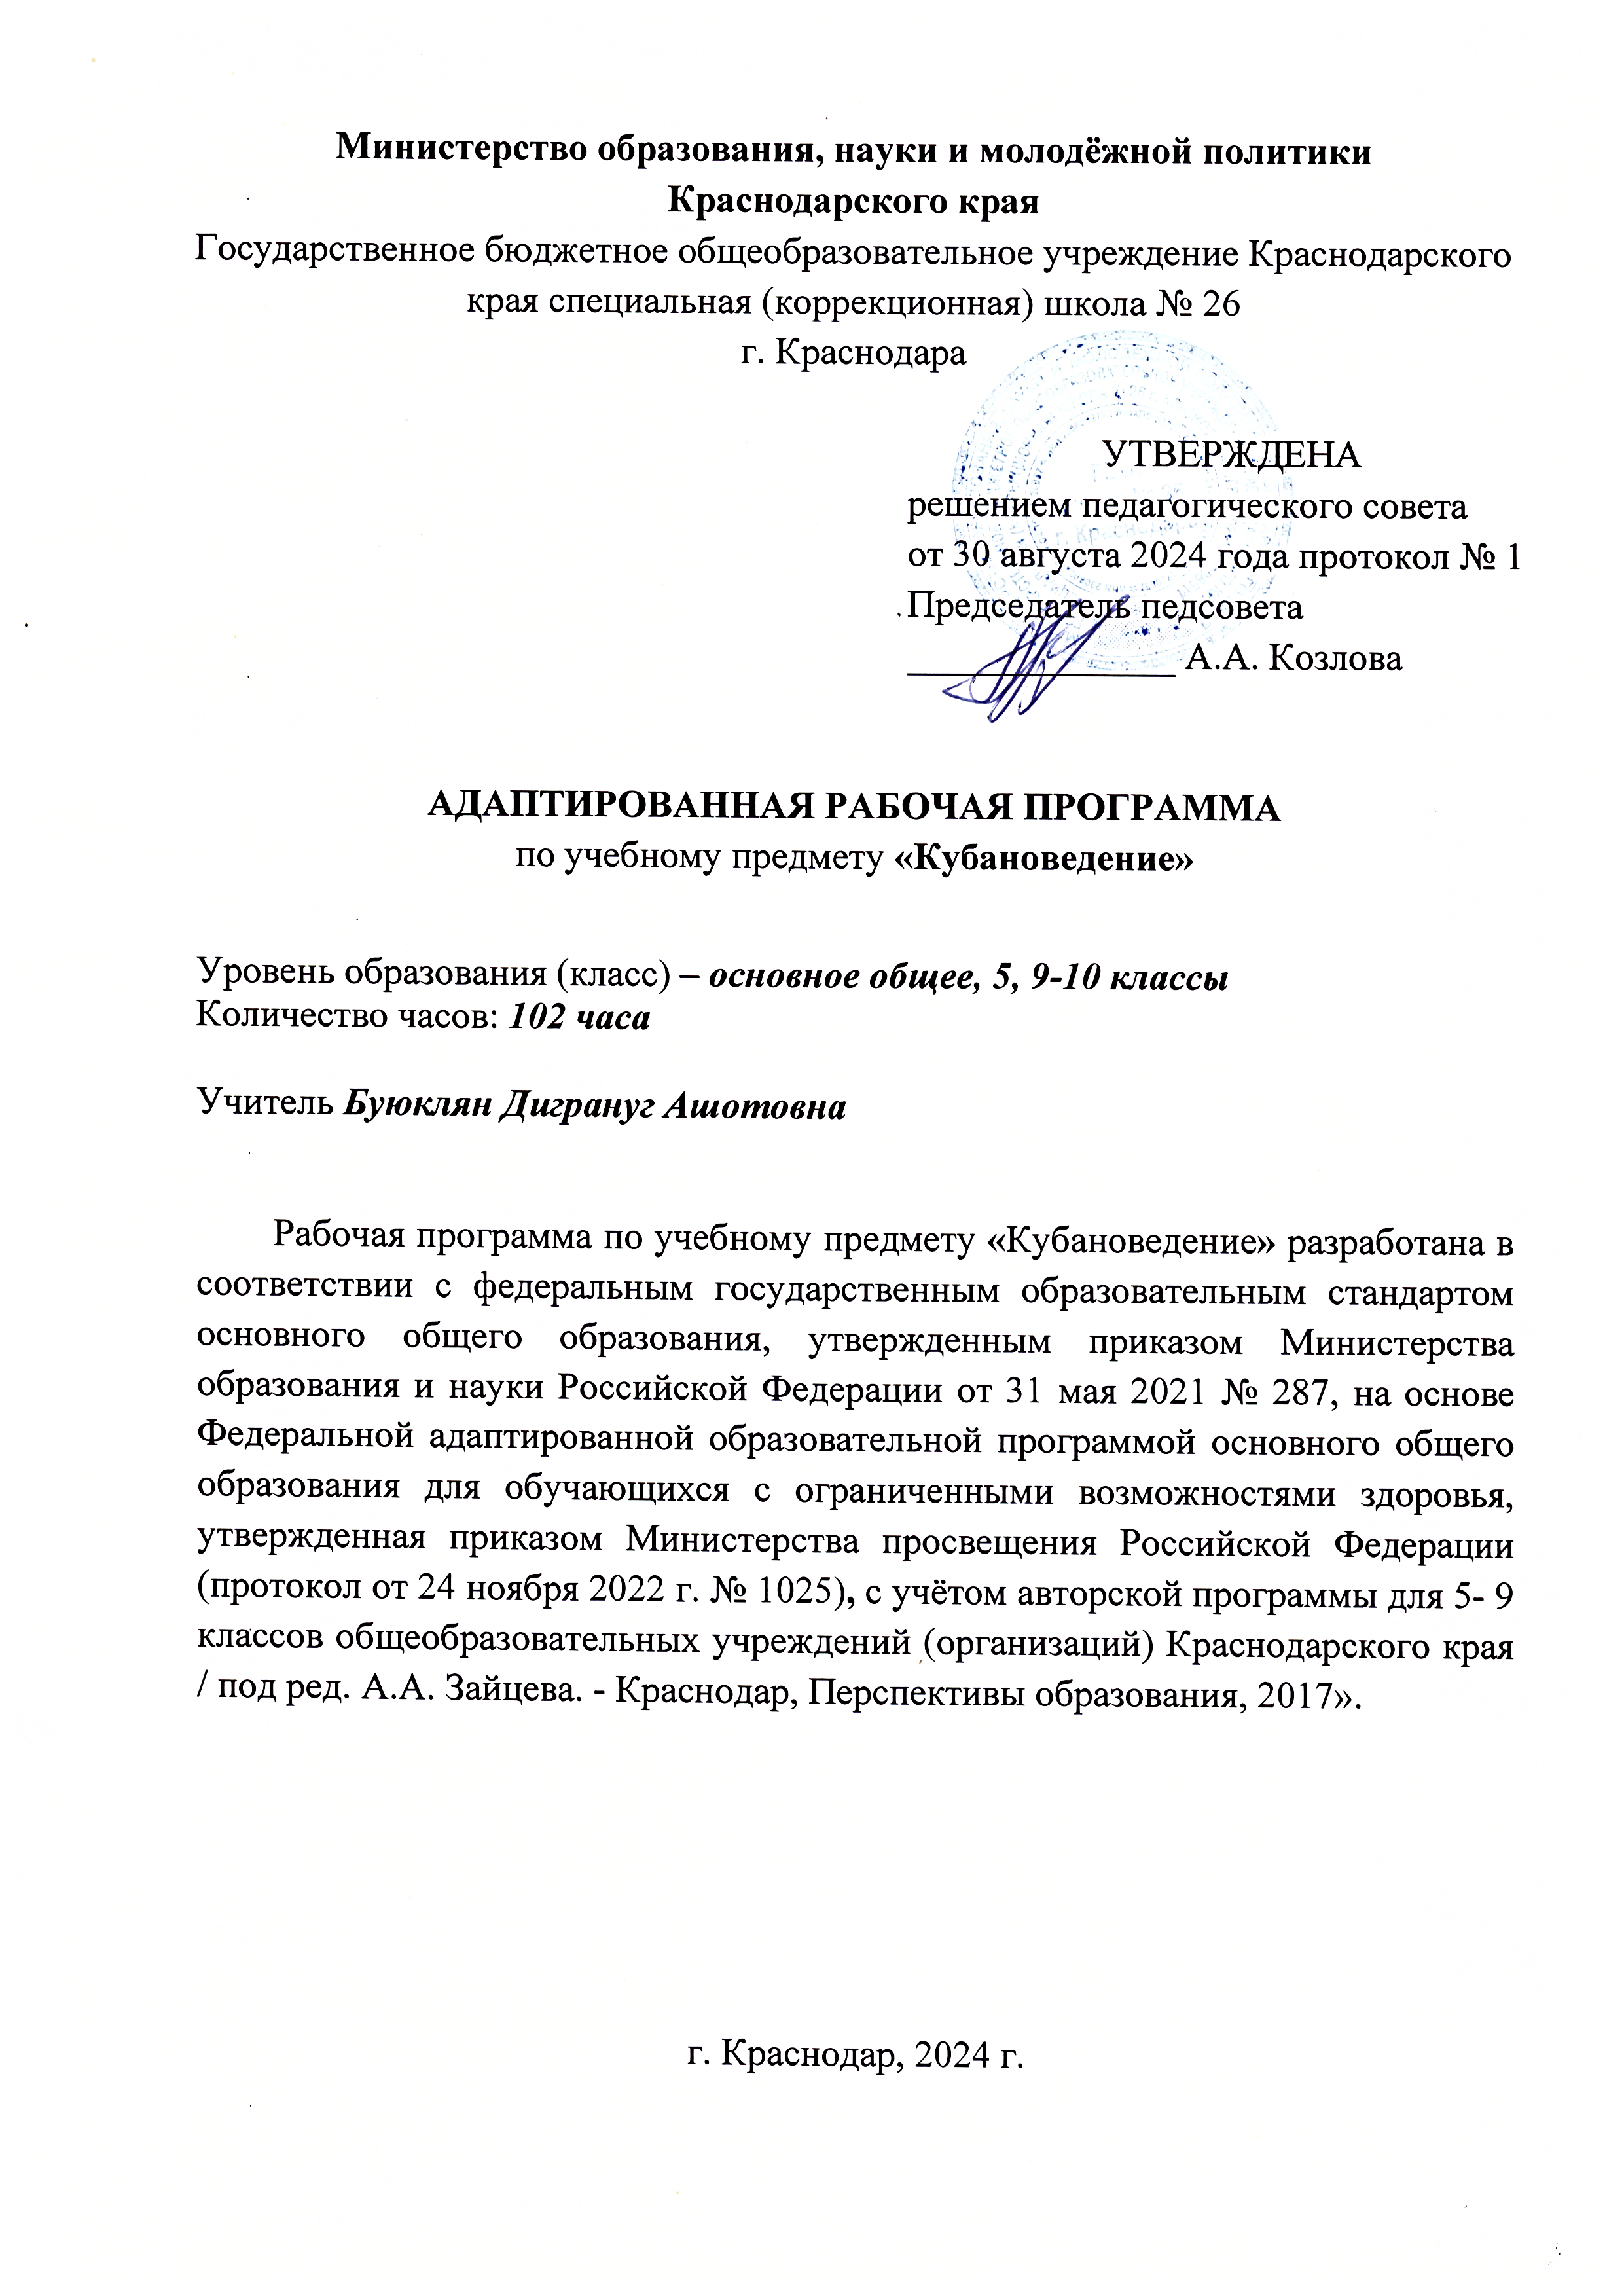 Министерство образования, науки и молодёжной политики
Краснодарского края
Государственное бюджетное общеобразовательное учреждение Краснодарского
края специальная (коррекционная) школа № 26
г. Краснодара
УТВЕРЖДЕНА
решением педагогического совета
от 30 августа 2024 года протокол № 1
Председатель педсовета
А.А. Козлова
АДАПТИРОВАННАЯ РАБОЧАЯ ПРОГРАММА
по учебному предмету «Кубановедение»
Уровень образования (класс) – основное общее, 5, 9-10 классы
Количество часов: 102 часа
Учитель Буюклян Дигрануг Ашотовна
Рабочая программа по учебному предмету «Кубановедение» разработана в
соответствии с федеральным государственным образовательным стандартом
основного общего образования, утвержденным приказом Министерства
образования и науки Российской Федерации от 31 мая 2021 № 287, на основе
Федеральной адаптированной образовательной программой основного общего
образования для обучающихся с ограниченными возможностями здоровья,
утвержденная приказом Министерства просвещения Российской Федерации
(протокол от 24 ноября 2022 г. № 1025), с учётом авторской программы для 5- 9
классов общеобразовательных учреждений (организаций) Краснодарского края
/ под ред. А.А. Зайцева. - Краснодар, Перспективы образования, 2017».
г. Краснодар, 2024 г.